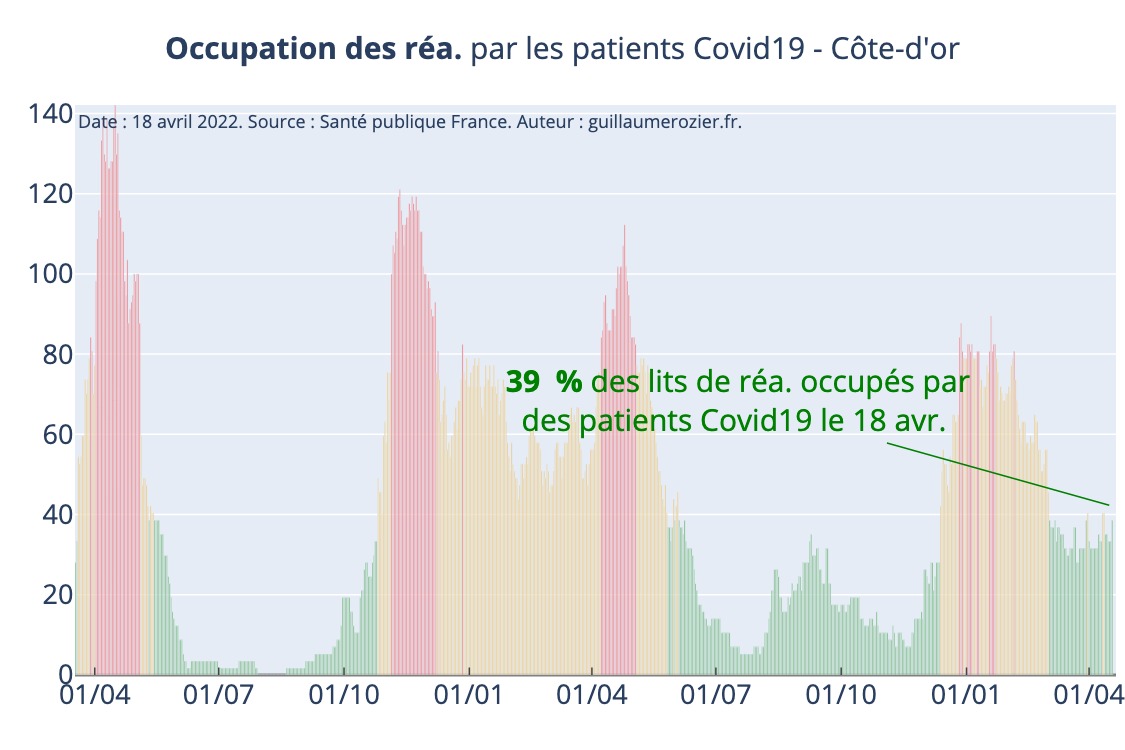 Occupation des réa. par les patients Covid19 - Côte-d'or
140
Date : 18 avril 2022. Source : Santé publique France. Auteur : guillaumerozier.fr.
120
100
80
39 % des lits de réa. occupés par
des patients Covid19 le 18 avr.
60
40
20
0
01/04 01/07 01/10 01/01 01/04 01/07 01/10 01/01 01/04